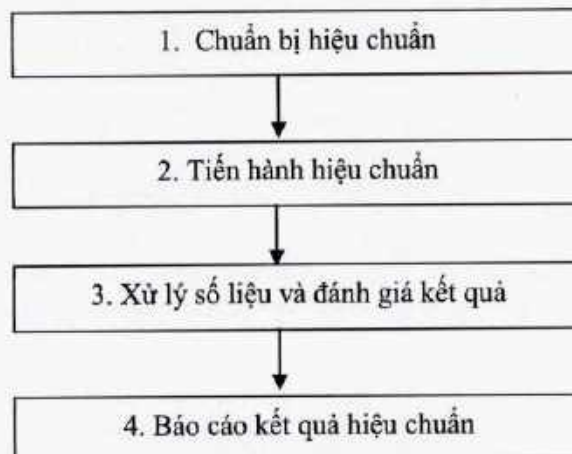 1. Chuẩn bị hiệu chuẩn
2. Tiến hành hiệu chuẩn
3. Xử lý số liệu và đánh giá kết quả
4. Báo cáo kết quả hiệu chuẩn